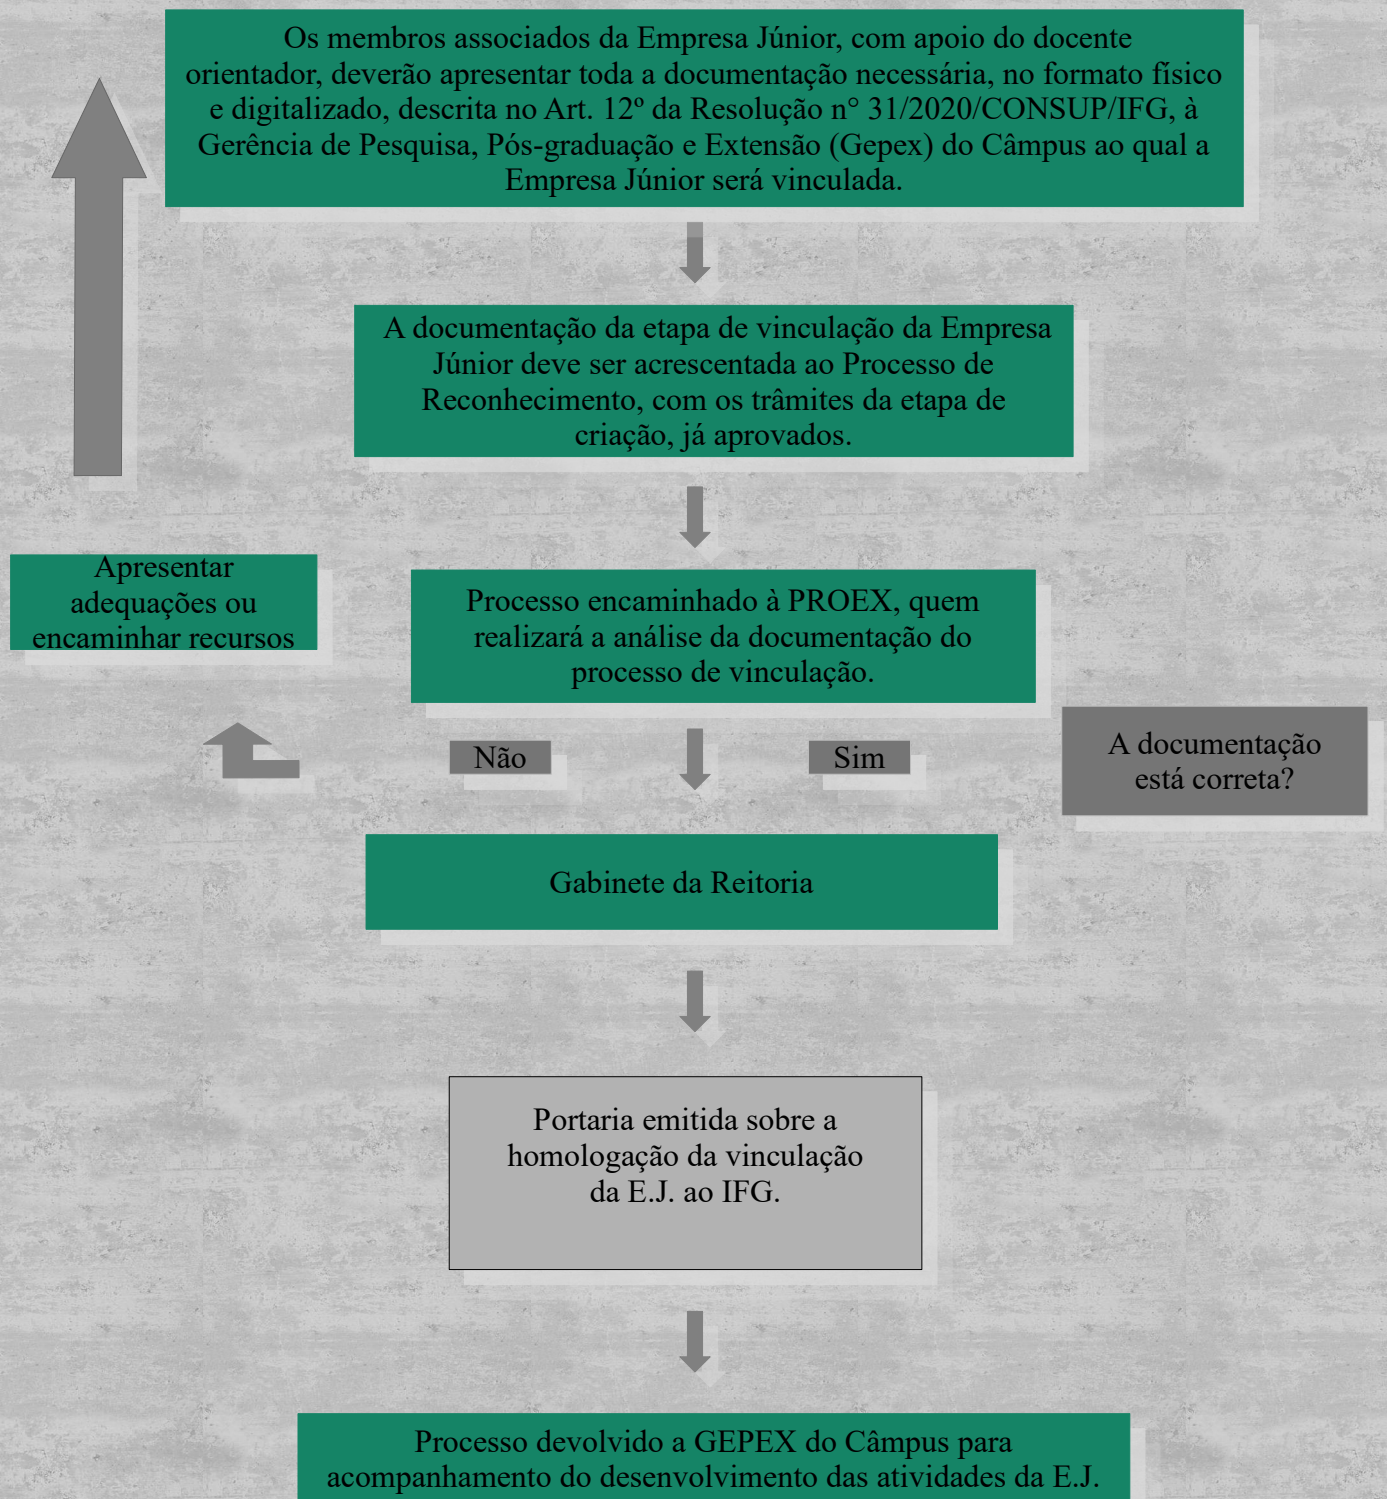 Os membros associados da Empresa Júnior, com apoio do docente
orientador, deverão apresentar toda a documentação necessária, no formato físico
e digitalizado, descrita no Art. 12º da Resolução n° 31/2020/CONSUP/IFG, à
Gerência de Pesquisa, Pós-graduação e Extensão (Gepex) do Câmpus ao qual a
Empresa Júnior será vinculada.
A documentação da etapa de vinculação da Empresa
Júnior deve ser acrescentada ao Processo de
Reconhecimento, com os trâmites da etapa de
criação, já aprovados.
Apresentar
adequações ou
encaminhar recursos
Processo encaminhado à PROEX, quem
realizará a análise da documentação do
processo de vinculação.
A documentação
está correta?
Não
Sim
Gabinete da Reitoria
Portaria emitida sobre a
homologação da vinculação
da E.J. ao IFG.
Processo devolvido a GEPEX do Câmpus para
acompanhamento do desenvolvimento das atividades da E.J.